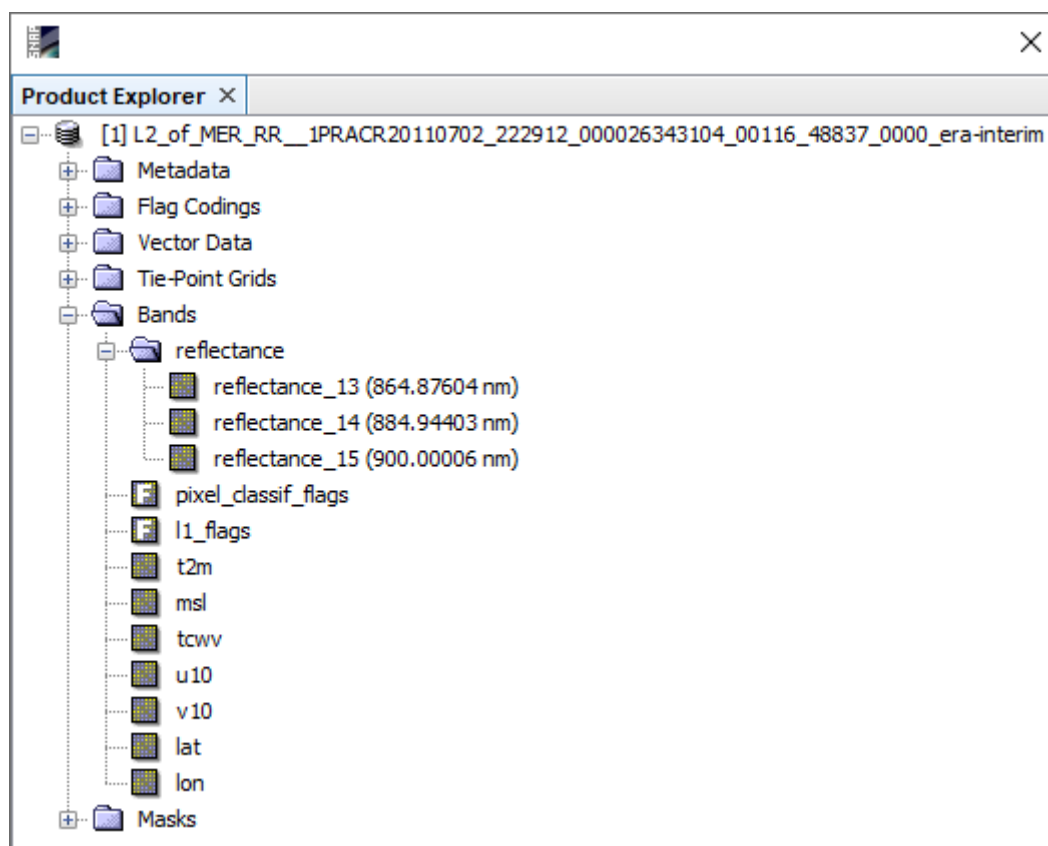 SNAP
Product Explorer
[1] L2_of_MER_RR__1PRACR20110702_222912_000026343104_00116_48837_0000_era-interim
Metadata
Flag Codings
Vector Data
Tie-Point Grids
Bands
reflectance
reflectance_13 (864.87604 nm)
reflectance_14 (884.94403 nm)
reflectance_15 (900.00006 nm)
pixel_classif_flags
l1_flags
t2m
msl
tcwv
u10
v10
lat
lon
Masks